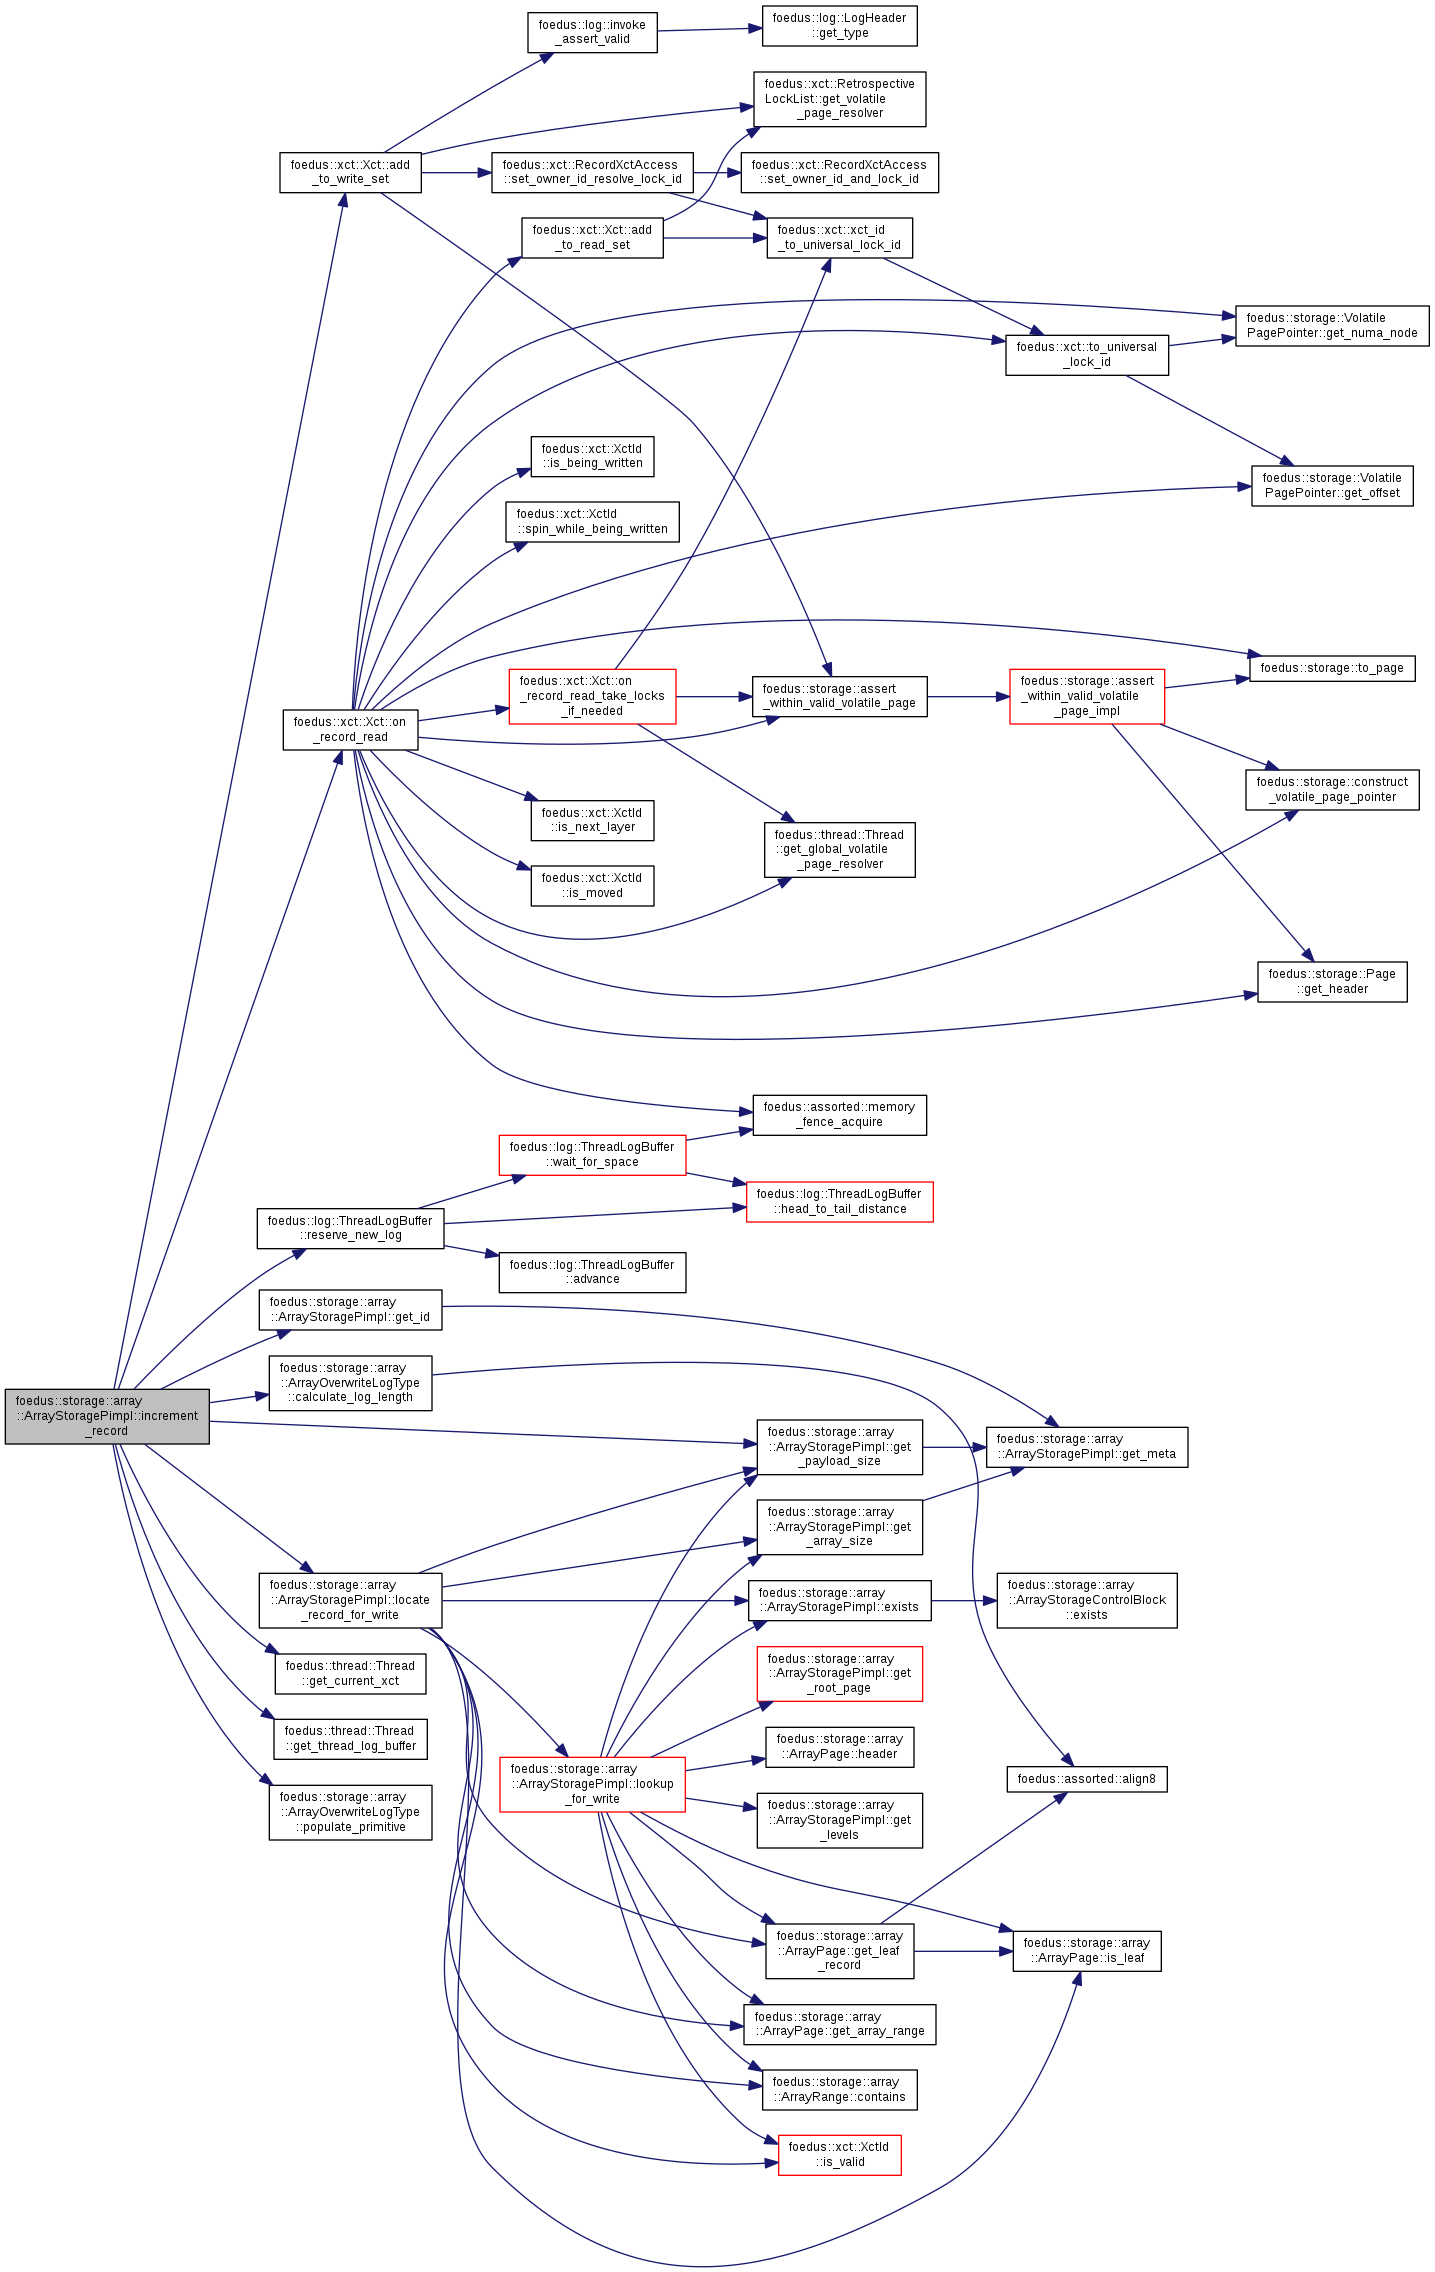 foedus::log::invoke
_assert_valid
foedus::log::LogHeader
::get_type
foedus::xct::Retrospective
LockList::get_volatile
_page_resolver
foedus::xct::Xct::add
_to_write_set
foedus::xct::RecordXctAccess
::set_owner_id_resolve_lock_id
foedus::xct::RecordXctAccess
::set_owner_id_and_lock_id
foedus::xct::Xct::add
_to_read_set
foedus::xct::xct_id
_to_universal_lock_id
foedus::storage::Volatile
PagePointer::get_numa_node
foedus::xct::to_universal
_lock_id
foedus::xct::XctId
::is_being_written
foedus::storage::Volatile
PagePointer::get_offset
foedus::xct::XctId
::spin_while_being_written
foedus::storage::to_page
foedus::xct::Xct::on
_record_read_take_locks
_if_needed
foedus::storage::assert
_within_valid_volatile_page
foedus::storage::assert
_within_valid_volatile
_page_impl
foedus::xct::Xct::on
_record_read
foedus::storage::construct
_volatile_page_pointer
foedus::xct::XctId
::is_next_layer
foedus::thread::Thread
::get_global_volatile
_page_resolver
foedus::xct::XctId
::is_moved
foedus::storage::Page
::get_header
foedus::assorted::memory
_fence_acquire
foedus::log::ThreadLogBuffer
::wait_for_space
foedus::log::ThreadLogBuffer
::head_to_tail_distance
foedus::log::ThreadLogBuffer
::reserve_new_log
foedus::log::ThreadLogBuffer
::advance
foedus::storage::array
::ArrayStoragePimpl::get_id
foedus::storage::array
::ArrayOverwriteLogType
::calculate_log_length
foedus::storage::array
::ArrayStoragePimpl::increment
_record
foedus::storage::array
::ArrayStoragePimpl::get
_payload_size
foedus::storage::array
::ArrayStoragePimpl::get_meta
foedus::storage::array
::ArrayStoragePimpl::get
_array_size
foedus::storage::array
::ArrayStoragePimpl::locate
_record_for_write
foedus::storage::array
::ArrayStoragePimpl::exists
foedus::storage::array
::ArrayStorageControlBlock
::exists
foedus::thread::Thread
::get_current_xct
foedus::storage::array
::ArrayStoragePimpl::get
_root_page
foedus::thread::Thread
::get_thread_log_buffer
foedus::storage::array
::ArrayPage::header
foedus::storage::array
::ArrayStoragePimpl::lookup
_for_write
foedus::assorted::align8
foedus::storage::array
::ArrayOverwriteLogType
::populate_primitive
foedus::storage::array
::ArrayStoragePimpl::get
_levels
foedus::storage::array
::ArrayPage::get_leaf
_record
foedus::storage::array
::ArrayPage::is_leaf
foedus::storage::array
::ArrayPage::get_array_range
foedus::storage::array
::ArrayRange::contains
foedus::xct::XctId
::is_valid